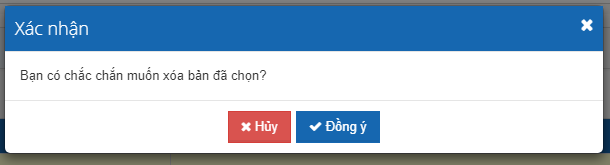 Xác nhận
Bạn có chắc chắn muốn xóa bản đã chọn?
Hủy
Đồng ý